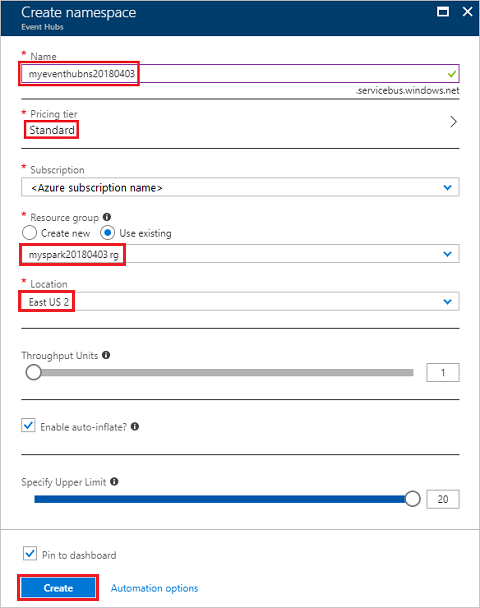 Create namespace
Event Hubs
* Name
myeventhubns20180403
.servicebus.windows.net
* Pricing tier
Standard
* Subscription
<Azure subscription name>
* Resource group
Create new Use existing
myspark20180403rg
* Location
East US 2
Throughput Units
1
Enable auto-inflate?
Specify Upper Limit
20
Pin to dashboard
Create Automation options